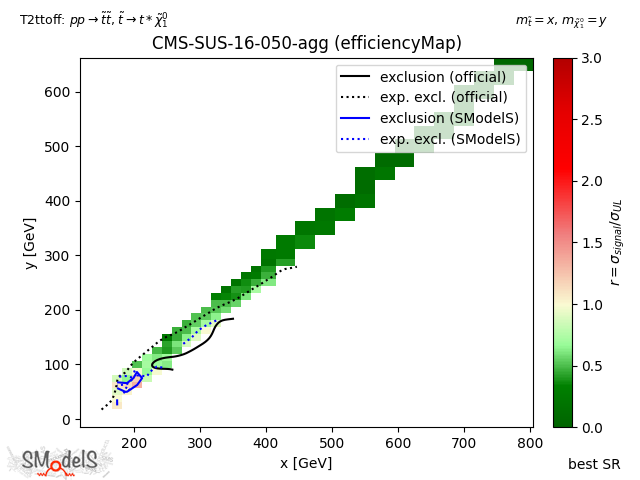 T2ttoff: pp → t̃t̃, t̃ → t * χ̃⁰₁
m_t̃ = x, m_χ̃⁰₁ = y
CMS-SUS-16-050-agg (efficiencyMap)
exclusion (official)
exp. excl. (official)
exclusion (SModelS)
exp. excl. (SModelS)
600
500
400
300
200
100
0
y [GeV]
200
300
400
500
600
700
800
x [GeV]
3.0
2.5
2.0
1.5
1.0
0.5
0.0
r = σ_signal/σ_UL
best SR
SModelS